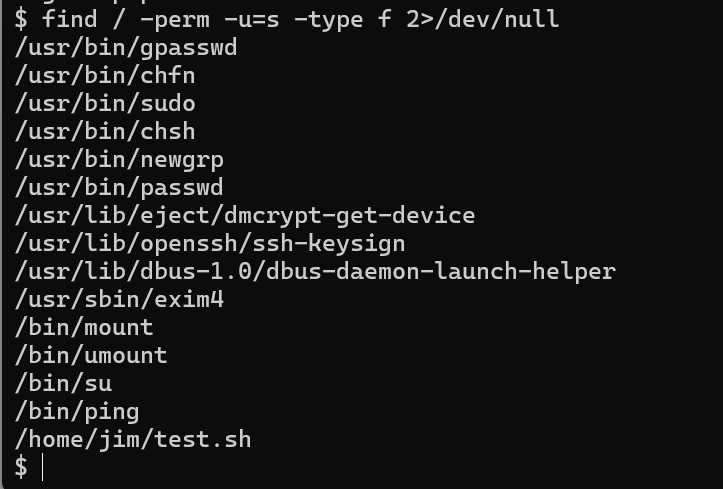 $ find / -perm -u=s -type f 2>/dev/null
/usr/bin/gpasswd
/usr/bin/chfn
/usr/bin/sudo
/usr/bin/chsh
/usr/bin/newgrp
/usr/bin/passwd
/usr/lib/eject/dmcrypt-get-device
/usr/lib/openssh/ssh-keysign
/usr/lib/dbus-1.0/dbus-daemon-launch-helper
/usr/sbin/exim4
/bin/mount
/bin/umount
/bin/su
/bin/ping
/home/jim/test.sh
$